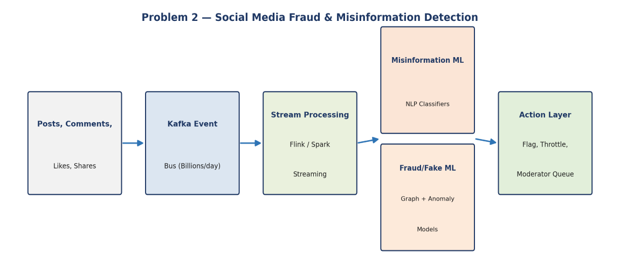 Problem 2 — Social Media Fraud & Misinformation Detection
Posts, Comments,
Likes, Shares
Kafka Event
Bus (Billions/day)
Stream Processing
Flink / Spark
Streaming
Misinformation ML
NLP Classifiers
Fraud/Fake ML
Graph + Anomaly
Models
Action Layer
Flag, Throttle,
Moderator Queue